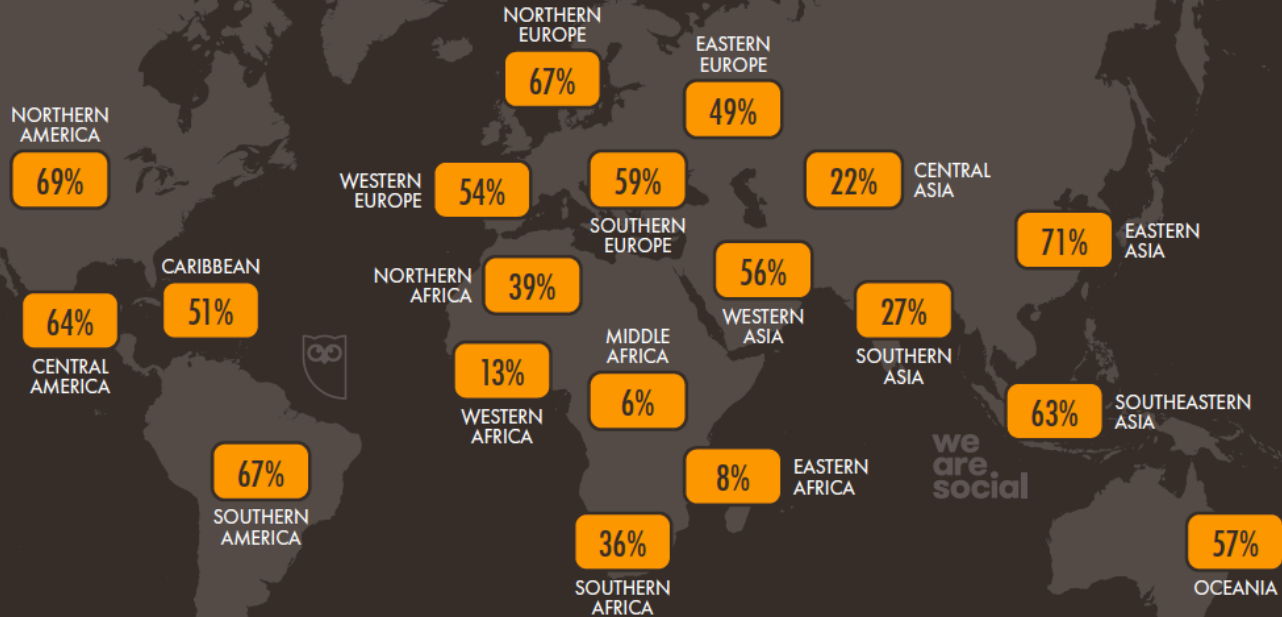 NORTHERN
EUROPE
67%
EASTERN
EUROPE
49%
NORTHERN
AMERICA
69%
WESTERN
EUROPE
54%
59%
SOUTHERN
EUROPE
22%
CENTRAL
ASIA
71%
EASTERN
ASIA
CARIBBEAN
51%
64%
CENTRAL
AMERICA
NORTHERN
AFRICA
39%
56%
WESTERN
ASIA
27%
SOUTHERN
ASIA
13%
WESTERN
AFRICA
MIDDLE
AFRICA
6%
63%
SOUTHEASTERN
ASIA
67%
SOUTHERN
AMERICA
8%
EASTERN
AFRICA
we
are
social
36%
SOUTHERN
AFRICA
57%
OCEANIA